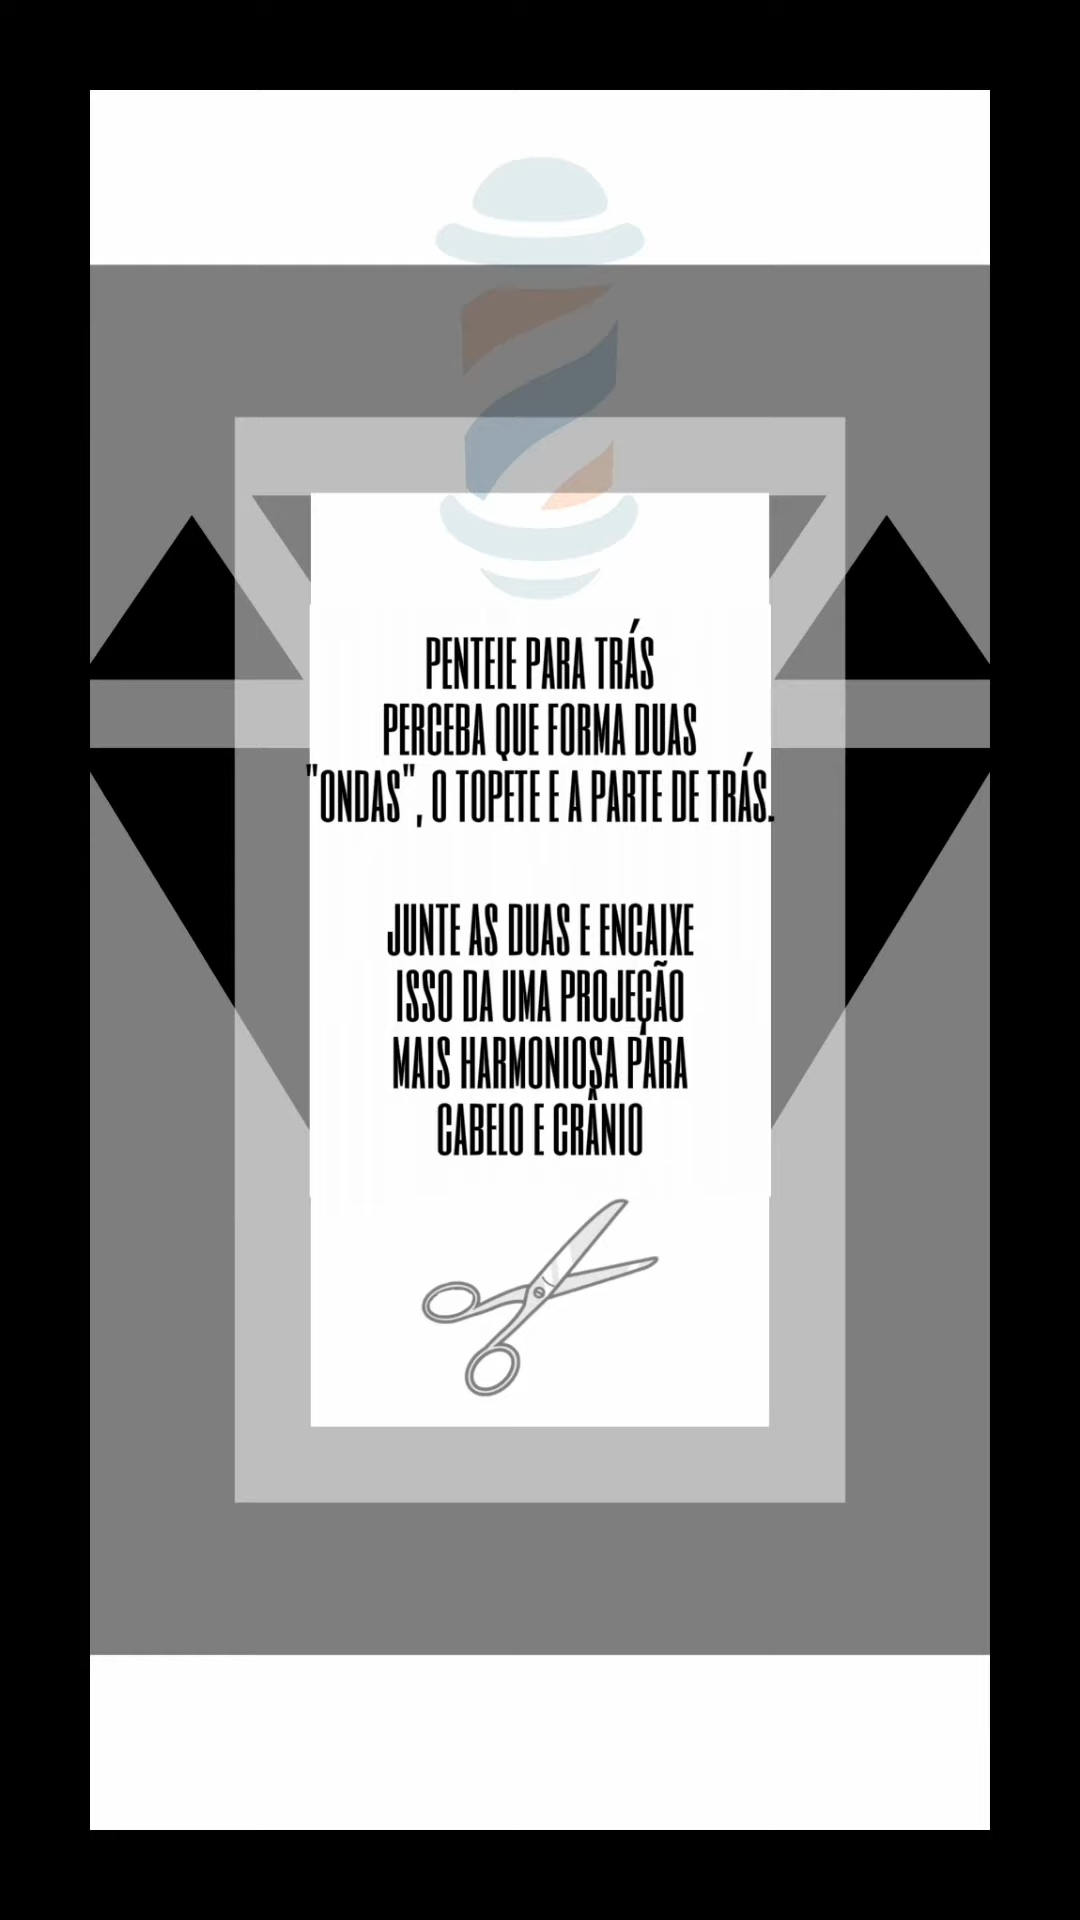 PENTEIE PARA TRÁS
PERCEBA QUE FORMA DUAS
"ONDAS", O TOPETE E A PARTE DE TRÁS.
JUNTE AS DUAS E ENCAIXE
ISSO DA UMA PROJEÇÃO
MAIS HARMONIOSA PARA
CABELO E CRÂNIO